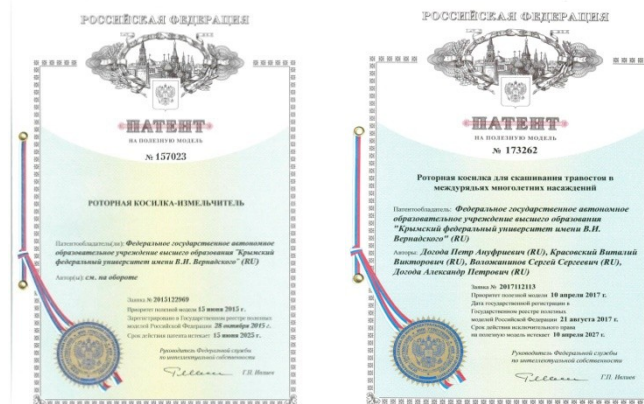 РОССИЙСКАЯ ФЕДЕРАЦИЯ
ПАТЕНТ
НА ПОЛЕЗНУЮ МОДЕЛЬ
№ 157023
РОТОРНАЯ КОСИЛКА-ИЗМЕЛЬЧИТЕЛЬ
Патентообладатель(ли): Федеральное государственное автономное
образовательное учреждение высшего образования "Крымский
федеральный университет имени В.И. Вернадского" (RU)
Автор(ы): см. на обороте
Заявка № 2015122969
Приоритет полезной модели 15 июня 2015 г.
Зарегистрировано в Государственном реестре полезных
моделей Российской Федерации 28 октября 2015 г.
Срок действия патента истекает 15 июня 2025 г.
Руководитель Федеральной службы
по интеллектуальной собственности
Г.П. Ивлиев
РОССИЙСКАЯ ФЕДЕРАЦИЯ
ПАТЕНТ
НА ПОЛЕЗНУЮ МОДЕЛЬ
№ 173262
Роторная косилка для скашивания травостов в
междурядьях многолетних насаждений
Патентообладатель: Федеральное государственное автономное
образовательное учреждение высшего образования
"Крымский федеральный университет имени В.И.
Вернадского" (RU)
Авторы: Догода Петр Ануфриевич (RU), Красовский Виталий
Викторович (RU), Воложанинов Сергей Сергеевич (RU),
Догода Александр Петрович (RU)
Заявка № 2017112113
Приоритет полезной модели 10 апреля 2017 г.
Дата государственной регистрации в
Государственном реестре полезных
моделей Российской Федерации 21 августа 2017 г.
Срок действия исключительного права
на полезную модель истекает 10 апреля 2027 г.
Руководитель Федеральной службы
по интеллектуальной собственности
Г.П. Ивлиев